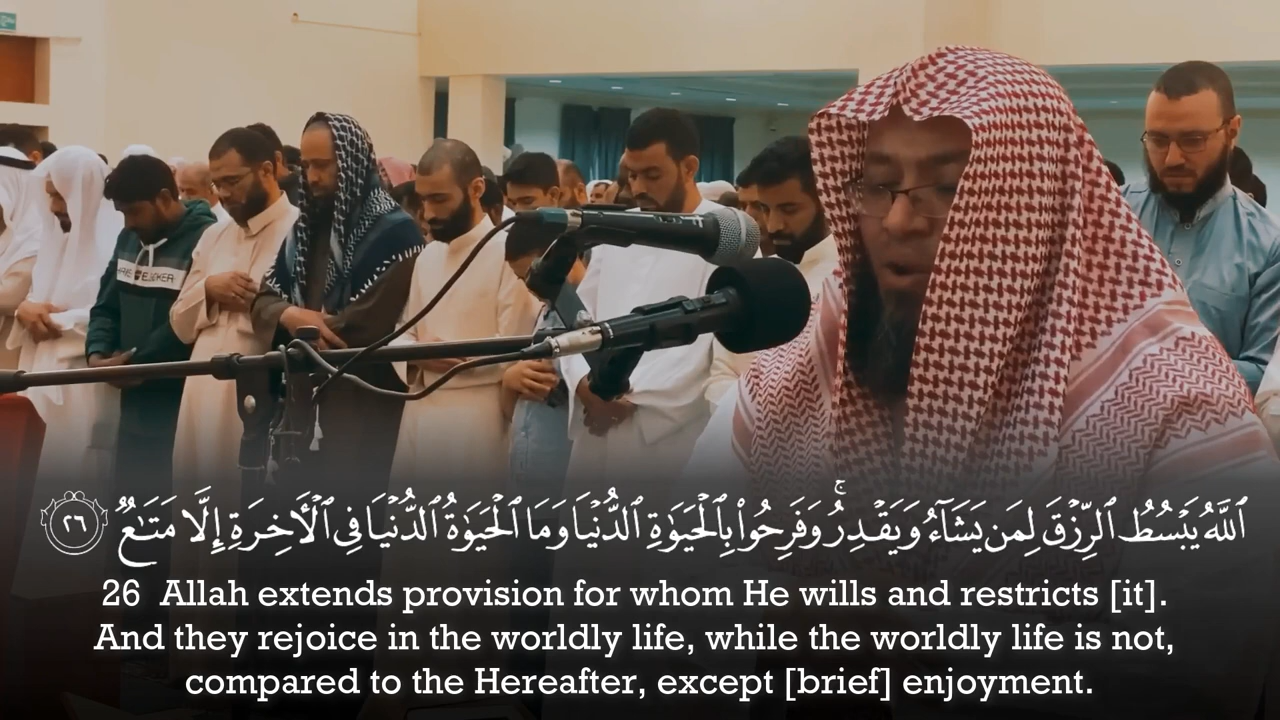 ٱللَّهُ يَبْسُطُ ٱلرِّزْقَ لِمَن يَشَآءُ وَيَقْدِرُ ۚ وَفَرِحُوا۟ بِٱلْحَيَوٰةِ ٱلدُّنْيَا وَمَا ٱلْحَيَوٰةُ ٱلدُّنْيَا فِى ٱلْـَٔاخِرَةِ إِلَّا مَتَـٰعٌ ٢٦
26 Allah extends provision for whom He wills and restricts [it].
And they rejoice in the worldly life, while the worldly life is not,
compared to the Hereafter, except [brief] enjoyment.